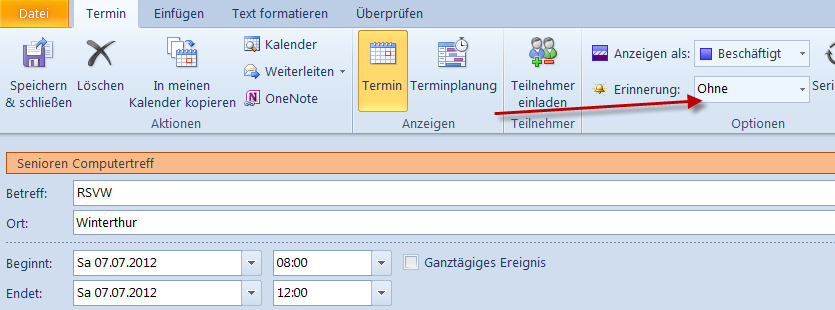 Datei Termin Einfügen Text formatieren Überprüfen
Speichern & schließen
Löschen
In meinen Kalender kopieren
Kalender
Weiterleiten
OneNote
Aktionen
Termin
Terminplanung
Anzeigen
Teilnehmer einladen
Teilnehmer
Anzeigen als: Beschäftigt
Erinnerung: Ohne
Optionen
Seri
Senioren Computertreff
Betreff: RSVW
Ort: Winterthur
Beginnt: Sa 07.07.2012 08:00 Ganztägiges Ereignis
Endet: Sa 07.07.2012 12:00